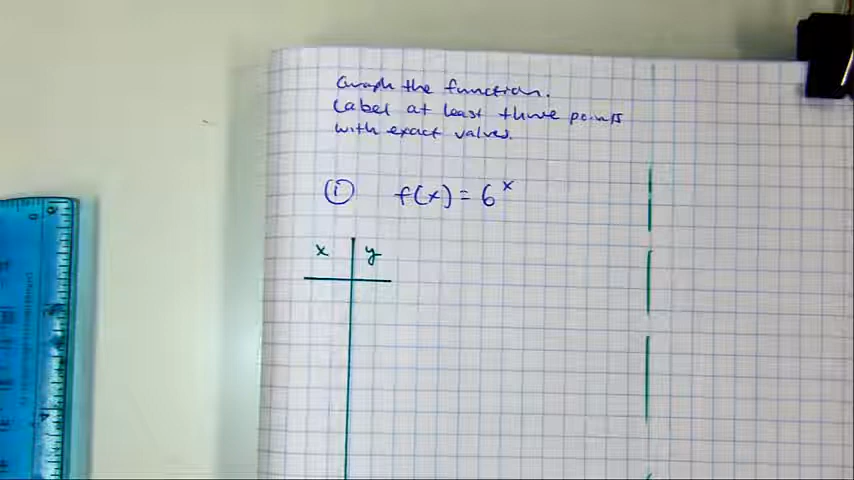 Graph the function.
Label at least three points
with exact values.
① f(x) = 6^x
x y